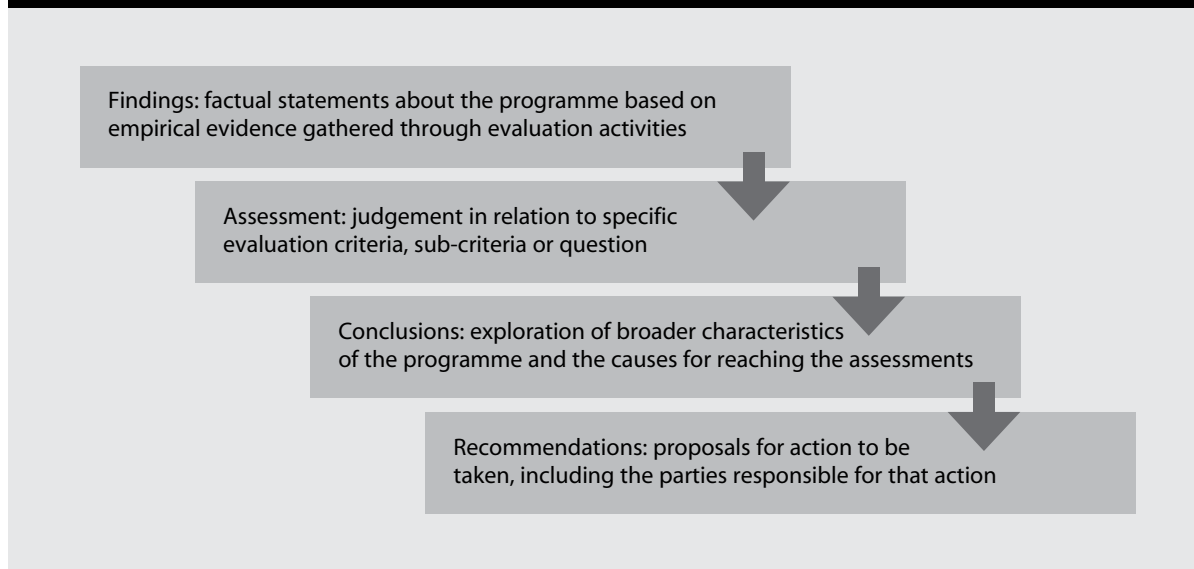 Findings: factual statements about the programme based on
empirical evidence gathered through evaluation activities
Assessment: judgement in relation to specific
evaluation criteria, sub-criteria or question
Conclusions: exploration of broader characteristics
of the programme and the causes for reaching the assessments
Recommendations: proposals for action to be
taken, including the parties responsible for that action